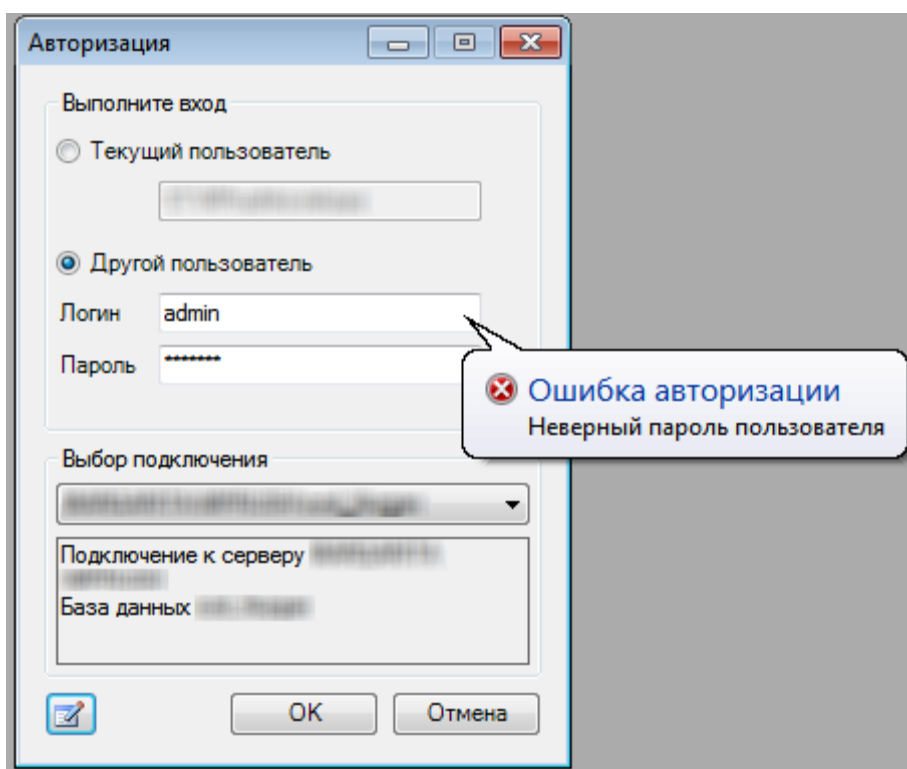 Авторизация
Выполните вход
Текущий пользователь
Другой пользователь
Логин admin
Пароль *******
Ошибка авторизации
Неверный пароль пользователя
Выбор подключения
Подключение к серверу
База данных
OK Отмена